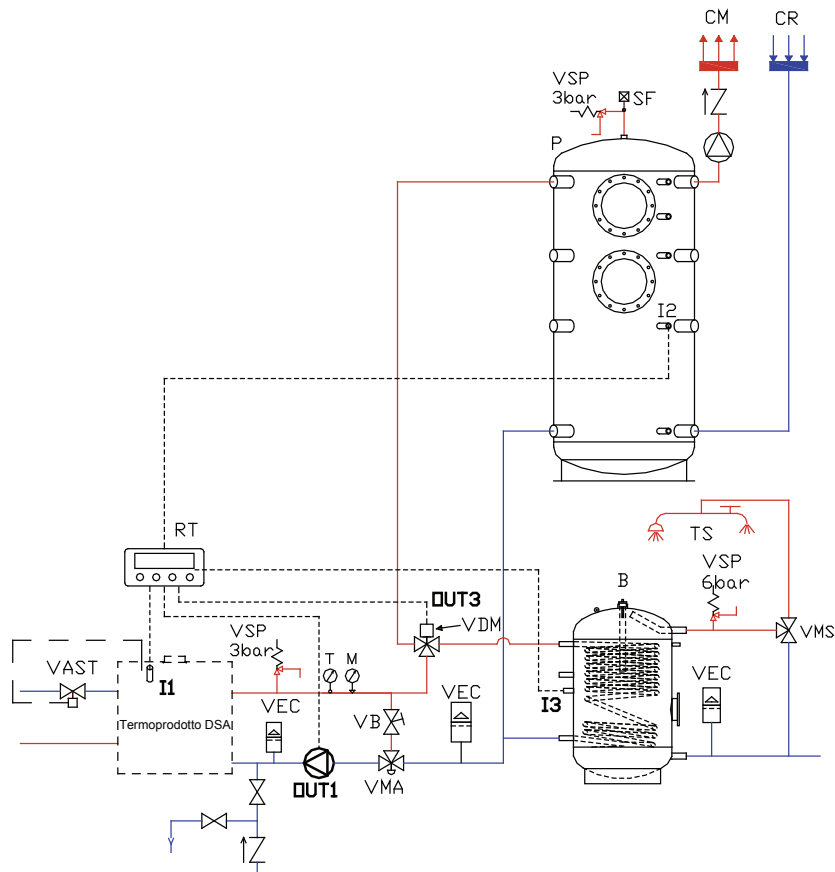 CM
CR
VSP
3bar
SF
P
I2
RT
TS
VSP
6bar
B
OUT3
VDM
VMS
VSP
3bar
T
M
VAST
I1
VEC
VEC
I3
VEC
Termoprodotto DSA
VB
OUT1
VMA